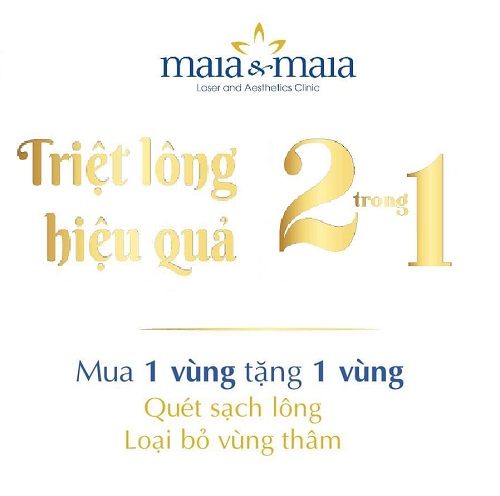 maia&maia
Laser and Aesthetics Clinic
Triệt lông
hiệu quả
2 trong 1
Mua 1 vùng tặng 1 vùng
Quét sạch lông
Loại bỏ vùng thâm